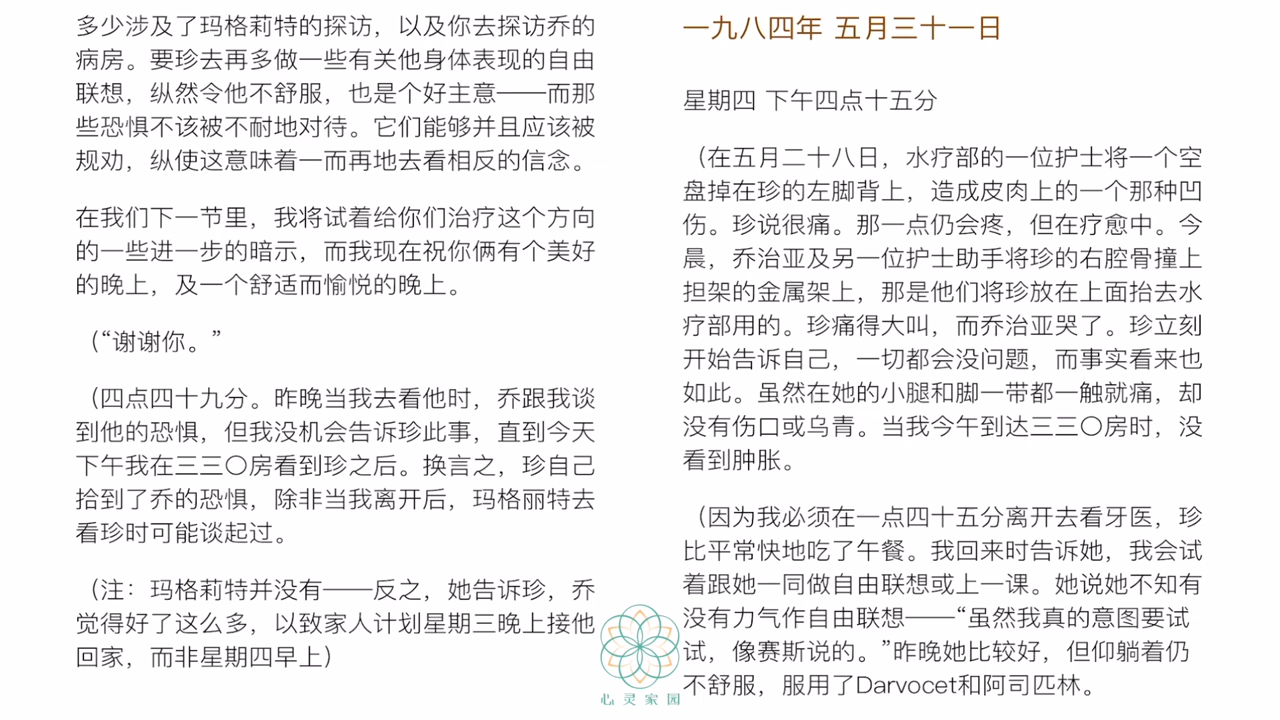 多少涉及了玛格莉特的探访，以及你去探访乔的
病房。要珍去再多做一些有关他身体表现的自由
联想，纵然令他不舒服，也是个好主意——而那
些恐惧不该被不耐地对待。它们能够并且应该被
规劝，纵使这意味着一而再地去看相反的信念。
在我们下一节里，我将试着给你们治疗这个方向
的一些进一步的暗示，而我现在祝你俩有个美好
的晚上，及一个舒适而愉悦的晚上。
（“谢谢你。”
（四点四十九分。昨晚当我去看他时，乔跟我谈
到他的恐惧，但我没机会告诉珍此事，直到今天
下午我在三三〇房看到珍之后。换言之，珍自己
拾到了乔的恐惧，除非当我离开后，玛格丽特去
看珍时可能谈起过。
（注：玛格莉特并没有——反之，她告诉珍，乔
觉得好了这么多，以致家人计划星期三晚上接他
回家，而非星期四早上）
一九八四年 五月三十一日
星期四 下午四点十五分
（在五月二十八日，水疗部的一位护士将一个空
盘掉在珍的左脚背上，造成皮肉上的一个那种凹
伤。珍说很痛。那一点仍会疼，但在疗愈中。今
晨，乔治亚及另一位护士助手将珍的右腔骨撞上
担架的金属架上，那是他们将珍放在上面抬去水
疗部用的。珍痛得大叫，而乔治亚哭了。珍立刻
开始告诉自己，一切都会没问题，而事实看来也
如此。虽然在她的小腿和脚一带都一触就痛，却
没有伤口或乌青。当我今午到达三三〇房时，没
看到肿胀。
（因为我必须在一点四十五分离开去看牙医，珍
比平常快地吃了午餐。我回来时告诉她，我会试
着跟她一同做自由联想或上一课。她说她不知有
没有力气作自由联想——“虽然我真的意图要试
试，像赛斯说的。”昨晚她比较好，但仰躺着仍
不舒服，服用了Darvocet和阿司匹林。
心灵家园